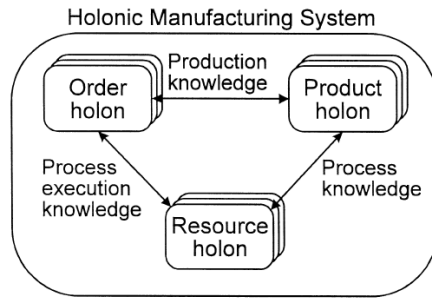 Holonic Manufacturing System
Order
holon
Production
knowledge
Product
holon
Process
execution
knowledge
Process
knowledge
Resource
holon